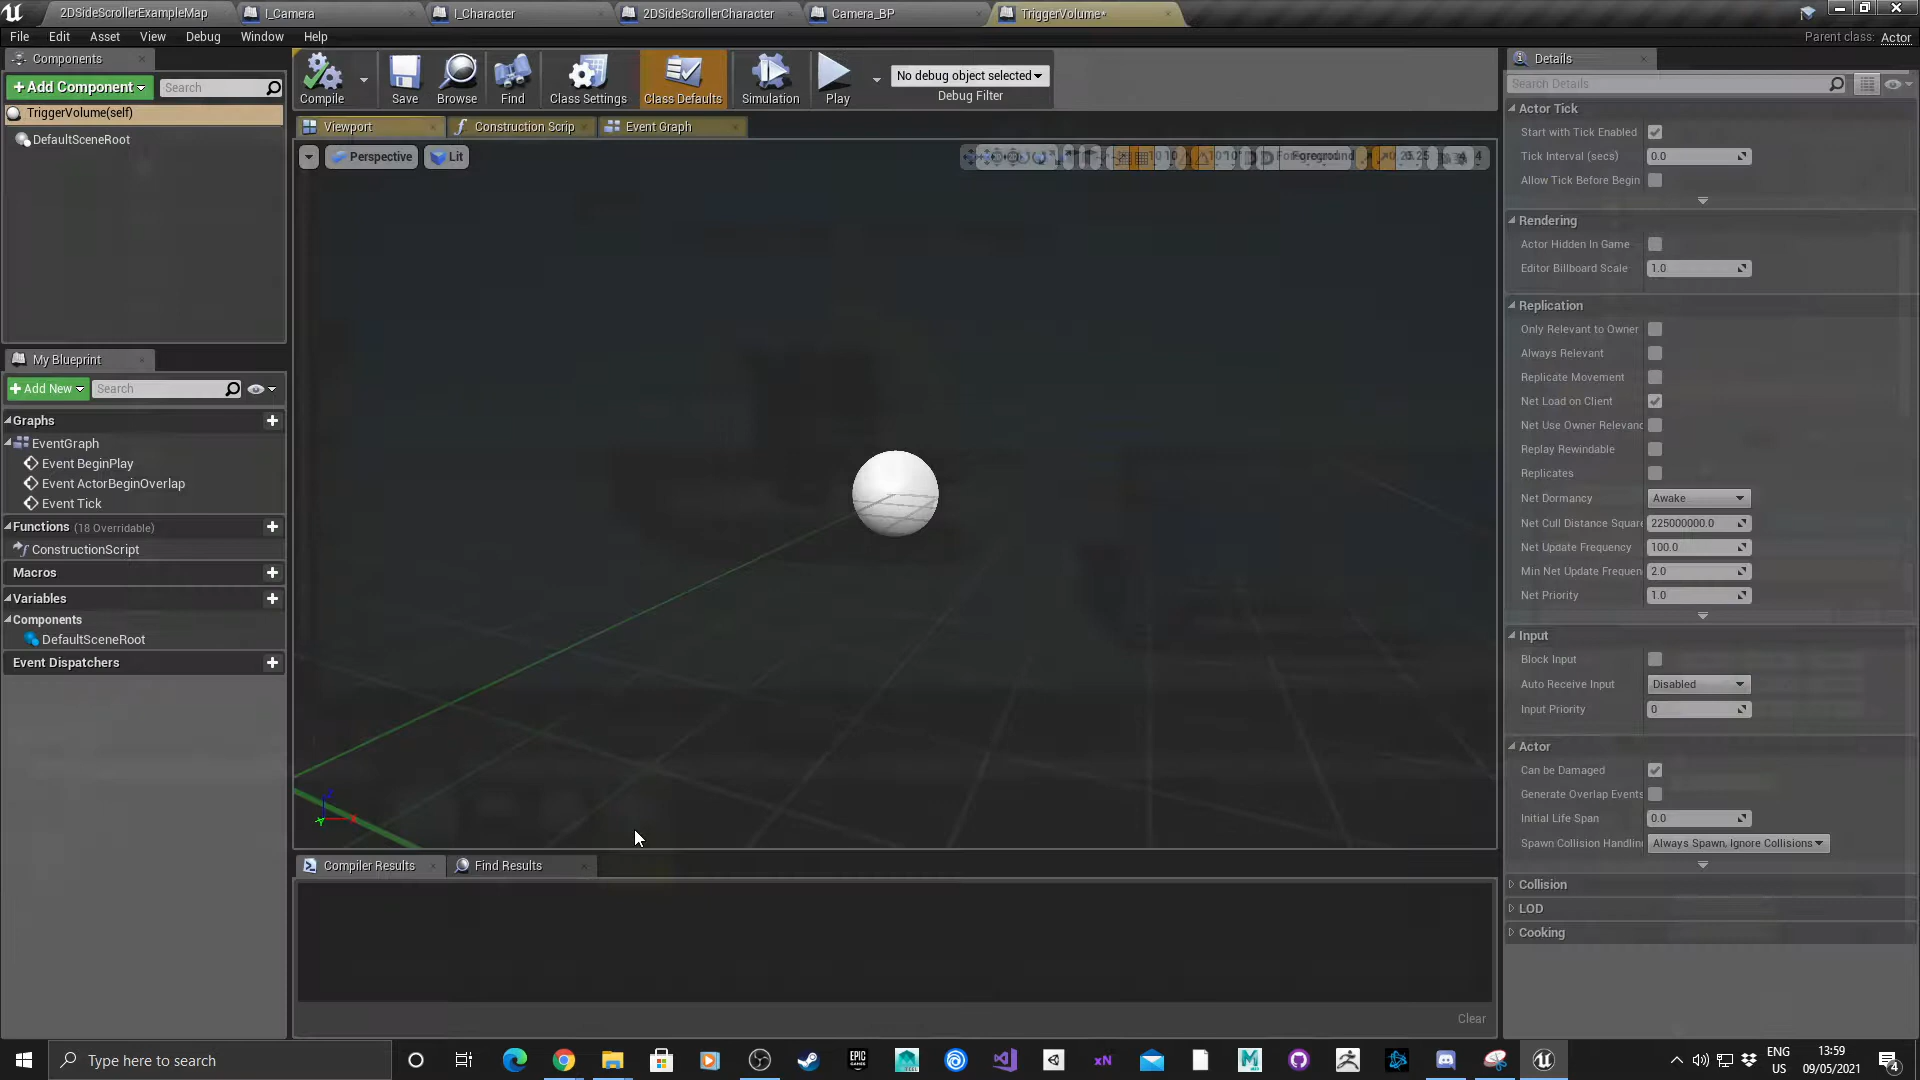 2DSideScrollerExampleMap
I_Camera
I_Character
2DSideScrollerCharacter
Camera_BP
TriggerVolume*
File Edit Asset View Debug Window Help
Parent class: Actor
Components
+ Add Component
Search
TriggerVolume(self)
DefaultSceneRoot
Compile
Save
Browse
Find
Class Settings
Class Defaults
Simulation
Play
No debug object selected
Debug Filter
Viewport
Construction Scrip
Event Graph
Perspective
Lit
My Blueprint
+ Add New
Search
Graphs
EventGraph
Event BeginPlay
Event ActorBeginOverlap
Event Tick
Functions (18 Overridable)
ConstructionScript
Macros
Variables
Components
DefaultSceneRoot
Event Dispatchers
Compiler Results
Find Results
Clear
Details
Search Details
Actor Tick
Start with Tick Enabled
Tick Interval (secs) 0.0
Allow Tick Before Begin
Rendering
Actor Hidden In Game
Editor Billboard Scale 1.0
Replication
Only Relevant to Owner
Always Relevant
Replicate Movement
Net Load on Client
Net Use Owner Relevanc
Replay Rewindable
Replicates
Net Dormancy Awake
Net Cull Distance Square 225000000.0
Net Update Frequency 100.0
Min Net Update Frequen 2.0
Net Priority 1.0
Input
Block Input
Auto Receive Input Disabled
Input Priority 0
Actor
Can be Damaged
Generate Overlap Events
Initial Life Span 0.0
Spawn Collision Handlin Always Spawn, Ignore Collisions
Collision
LOD
Cooking
Type here to search
EPIC
GAMES
xN
ENG
US
13:59
09/05/2021
4